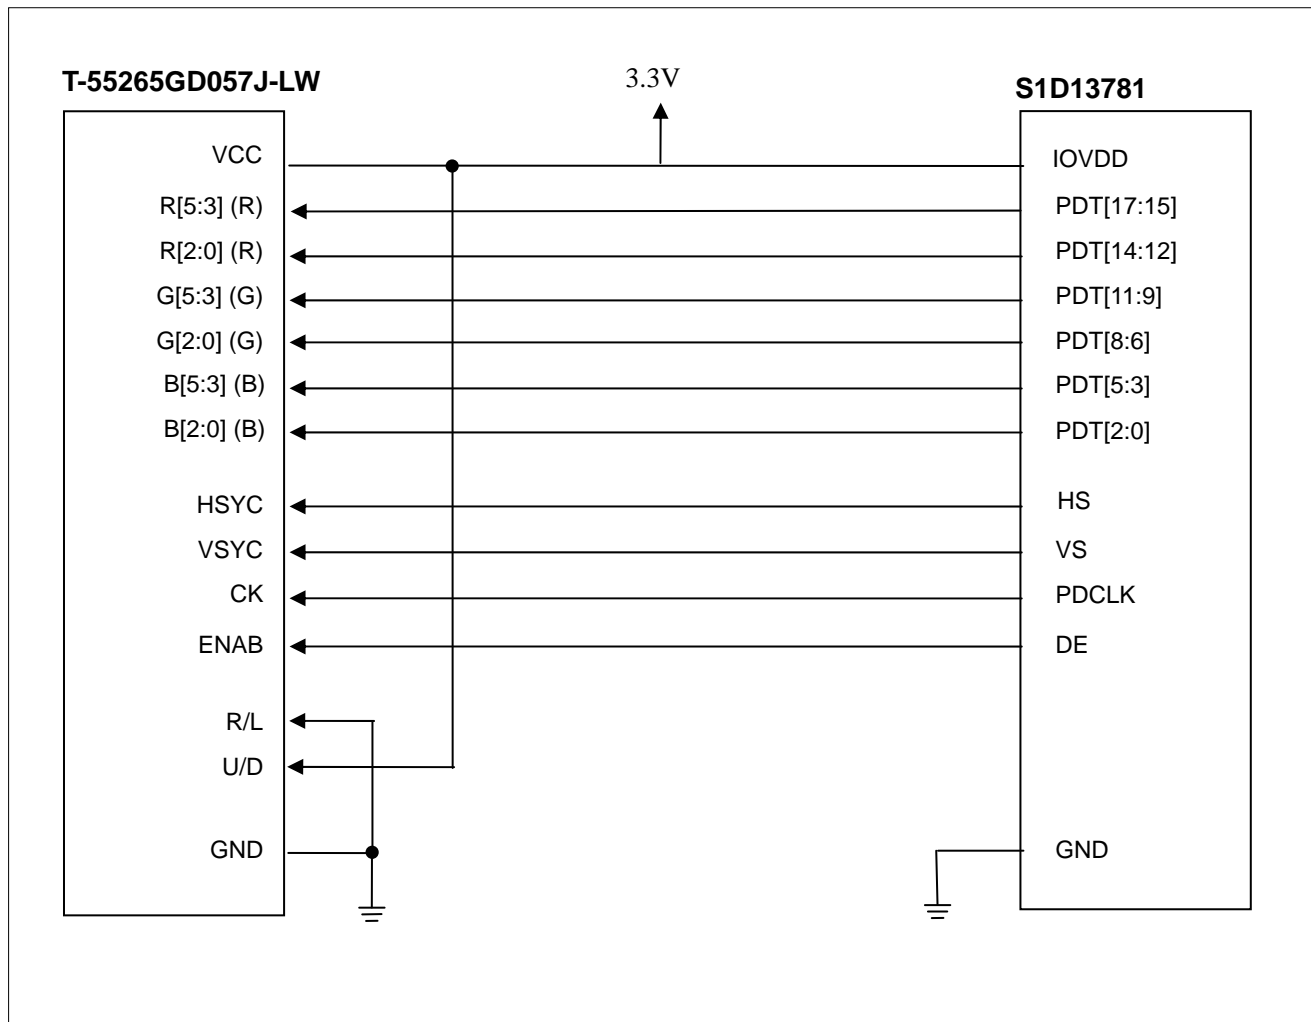 T-55265GD057J-LW
3.3V
S1D13781
VCC
IOVDD
R[5:3] (R)
PDT[17:15]
R[2:0] (R)
PDT[14:12]
G[5:3] (G)
PDT[11:9]
G[2:0] (G)
PDT[8:6]
B[5:3] (B)
PDT[5:3]
B[2:0] (B)
PDT[2:0]
HSYC
HS
VSYC
VS
CK
PDCLK
ENAB
DE
R/L
U/D
GND
GND